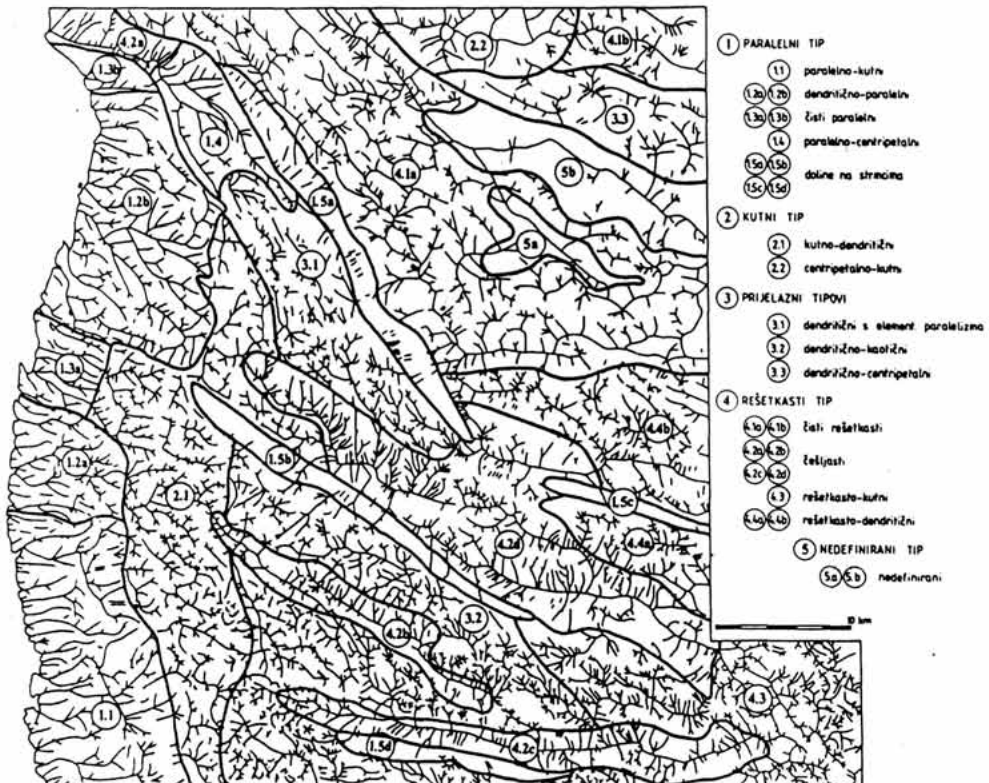 4.2a
2.2
4.1b
1.3b
1.4
3.3
4.1a
5b
1.2b
1.5a
5a
3.1
1.3a
4.4b
1.2a
1.5b
2.1
1.5c
4.2d
4.4a
3.2
4.2b
1.1
4.3
1.5d
4.2c
1 PARALELNI TIP
1.1 paralelno-kutni
1.2a 1.2b dendritično-paralelni
1.3a 1.3b čisti paralelni
1.4 paralelno-centripetalni
1.5a 1.5b
doline na strmcima
1.5c 1.5d
2 KUTNI TIP
2.1 kutno-dendritični
2.2 centripetalno-kutni
3 PRIJELAZNI TIPOVI
3.1 dendritični s element. paralelizma
3.2 dendritično-kaotični
3.3 dendritično-centripetalni
4 REŠETKASTI TIP
4.1a 4.1b čisti rešetkasti
4.2a 4.2b
češljasti
4.2c 4.2d
4.3 rešetkasto-kutni
4.4a 4.4b rešetkasto-dendritični
5 NEDEFINIRANI TIP
5.a 5.b nedefinirani
10 km